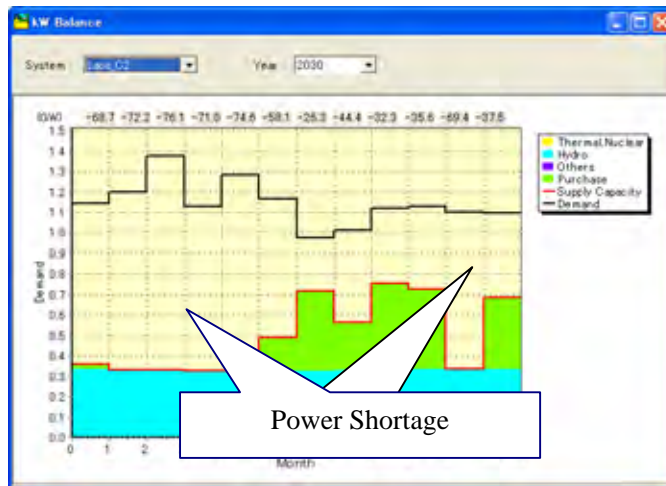 kW Balance
System Laos_C2 Year 2030
(GW) -68.7 -72.2 -76.1 -71.0 -74.6 -58.1 -26.3 -44.4 -32.3 -35.6 -69.4 -37.5
1.5
1.4
1.3
1.2
1.1
1.0
0.9
0.8
0.7
0.6
0.5
0.4
0.3
0.2
0.1
0.0
Demand
0 1 2
Month
Thermal,Nuclear
Hydro
Others
Purchase
Supply Capacity
Demand
Power Shortage